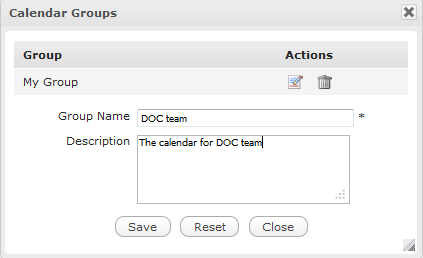 Calendar Groups
Group Actions
My Group
Group Name DOC team *
Description The calendar for DOC team
Save Reset Close